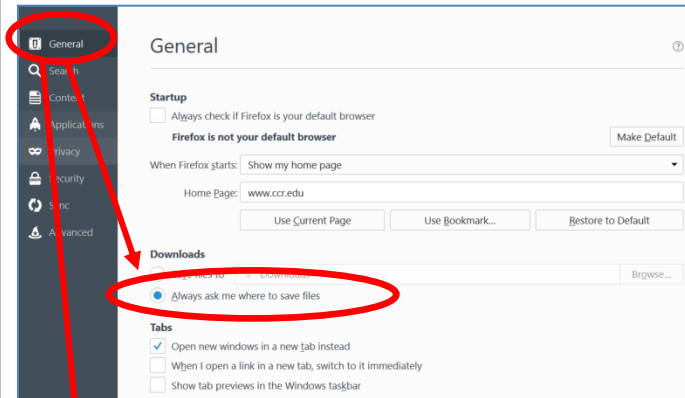 General
Search
Content
Applications
Privacy
Security
Sync
Advanced
General
Startup
Always check if Firefox is your default browser
Firefox is not your default browser
Make Default
When Firefox starts: Show my home page
Home Page: www.ccr.edu
Use Current Page
Use Bookmark...
Restore to Default
Downloads
Save files to Downloads Browse...
Always ask me where to save files
Tabs
Open new windows in a new tab instead
When I open a link in a new tab, switch to it immediately
Show tab previews in the Windows taskbar